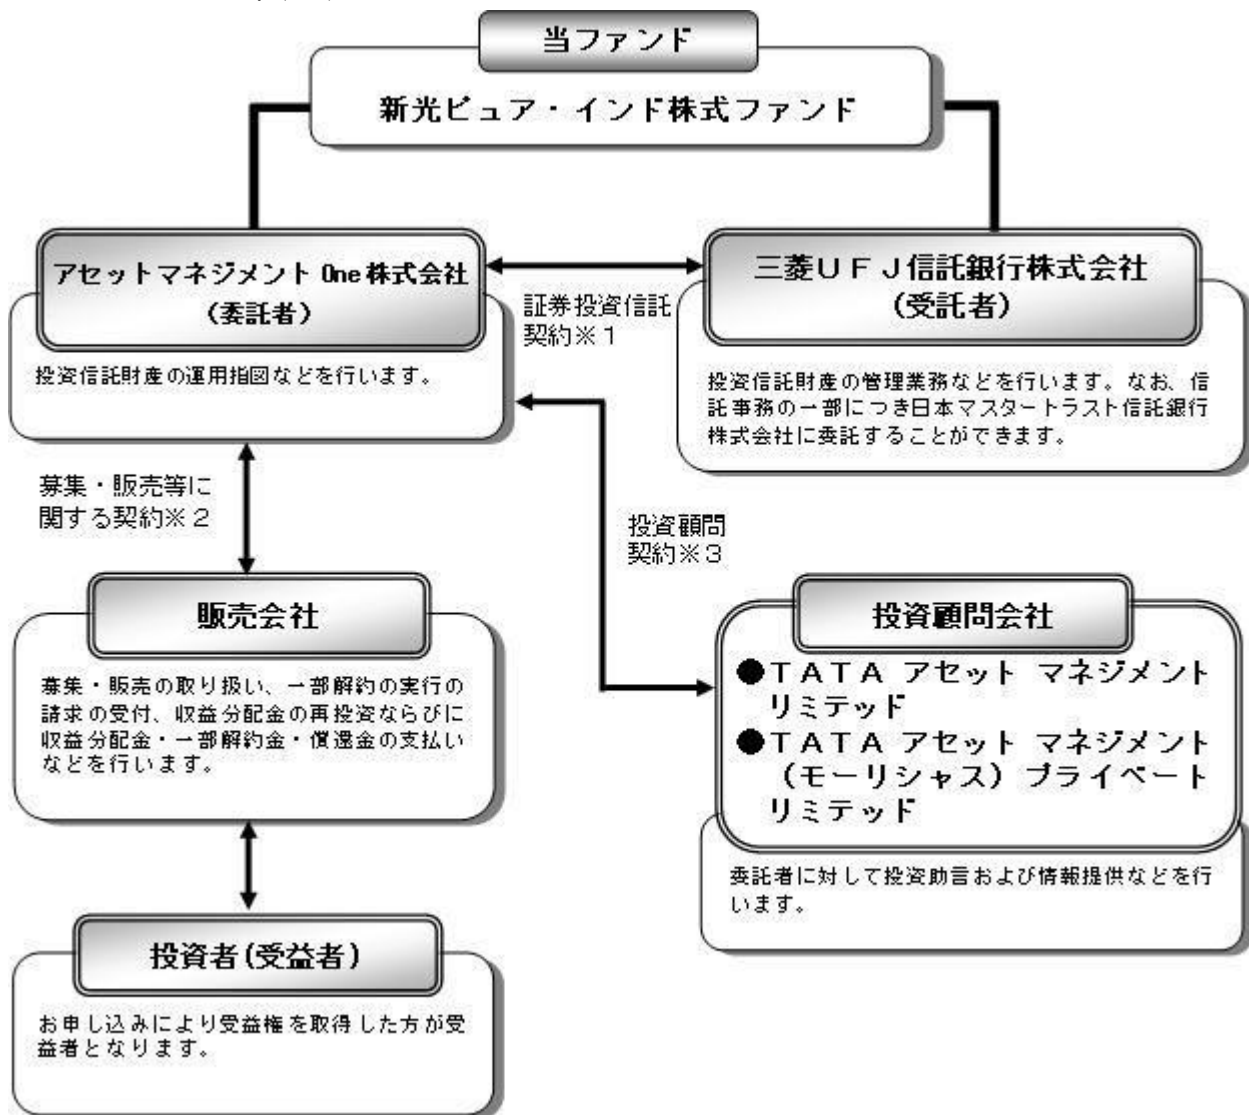 当ファンド
新光ピュア・インド株式ファンド
アセットマネジメント One 株式会社
（委託者）
投資信託財産の運用指図などを行います。
証券投資信託
契約※１
三菱ＵＦＪ信託銀行株式会社
(受託者)
投資信託財産の管理業務などを行います。なお、信
託事務の一部につき日本マスタートラスト信託銀行
株式会社に委託することができます。
募集・販売等に
関する契約※２
投資顧問
契約※３
販売会社
募集・販売の取り扱い、一部解約の実行の
請求の受付、収益分配金の再投資ならびに
収益分配金・一部解約金・償還金の支払い
などを行います。
投資顧問会社
●ＴＡＴＡ アセット マネジメント
リミテッド
●ＴＡＴＡ アセット マネジメント
（モーリシャス）プライベート
リミテッド
委託者に対して投資助言および情報提供などを行
います。
投資者(受益者)
お申し込みにより受益権を取得した方が受
益者となります。